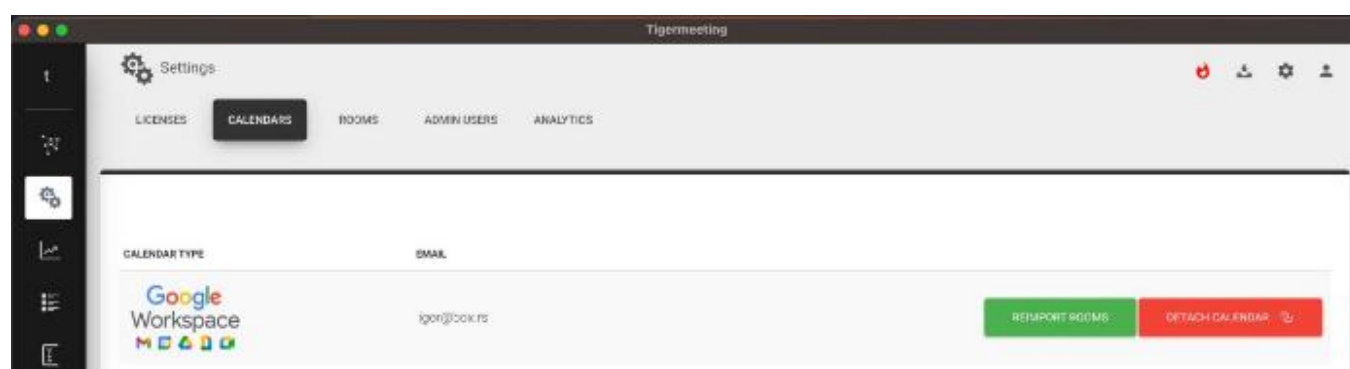 Tigermeeting
t
Settings
LICENSES CALENDARS ROOMS ADMIN USERS ANALYTICS
CALENDAR TYPE EMAIL
Google
Workspace
igor@box.rs
REIMPORT ROOMS DETACH CALENDAR